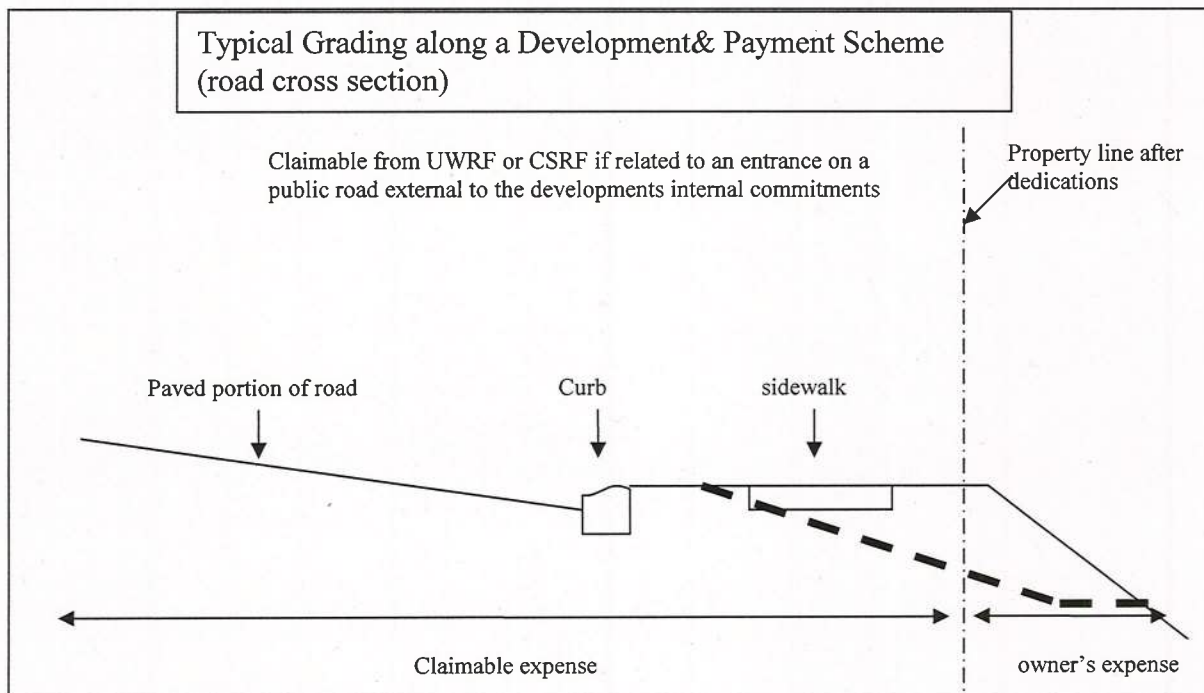 Typical Grading along a Development& Payment Scheme
(road cross section)
Claimable from UWRF or CSRF if related to an entrance on a
public road external to the developments internal commitments
Property line after
dedications
Paved portion of road
Curb
sidewalk
Claimable expense
owner's expense